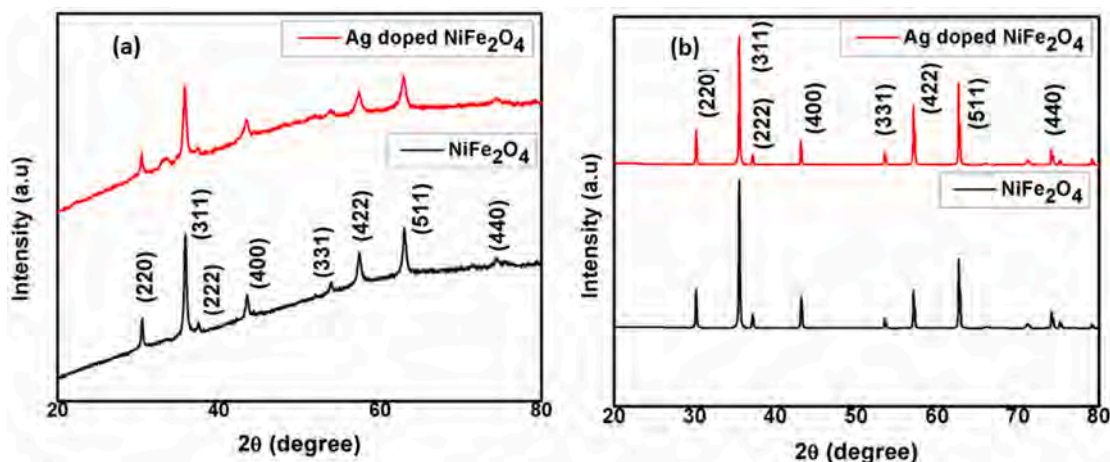 (a)
Ag doped NiFe₂O₄
NiFe₂O₄
(220)
(311)
(222)
(400)
(331)
(422)
(511)
(440)
Intensity (a.u)
20 40 60 80
2θ (degree)
(b)
Ag doped NiFe₂O₄
(220)
(311)
(222)
(400)
(331)
(422)
(511)
(440)
NiFe₂O₄
Intensity (a.u
20 30 40 50 60 70 80
2θ (degree)